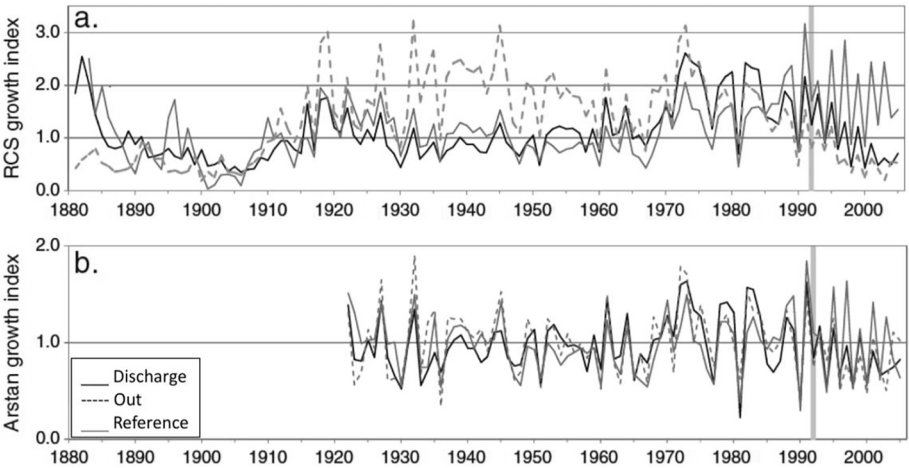 a.
RCS growth index
3.0
2.0
1.0
0.0
1880 1890 1900 1910 1920 1930 1940 1950 1960 1970 1980 1990 2000
b.
Arstan growth index
2.0
1.0
0.0
Discharge
Out
Reference
1880 1890 1900 1910 1920 1930 1940 1950 1960 1970 1980 1990 2000